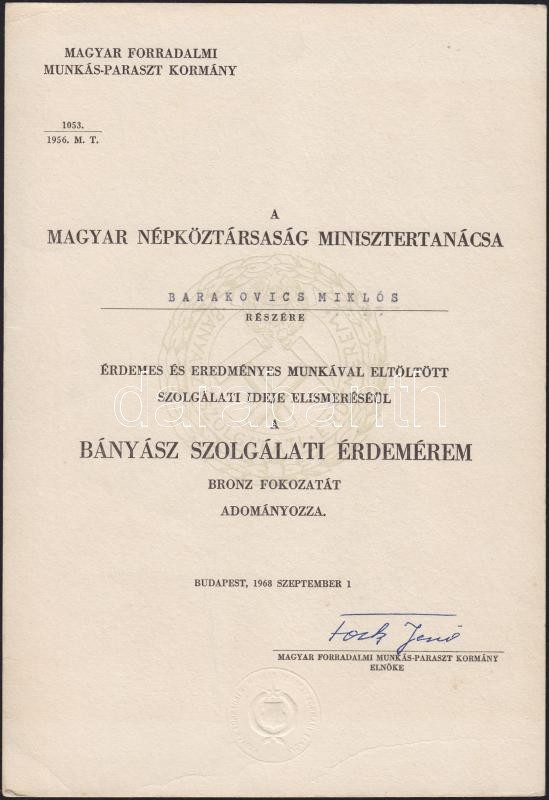 MAGYAR FORRADALMI
MUNKÁS-PARASZT KORMÁNY
1053.
1956. M. T.
A
MAGYAR NÉPKÖZTÁRSASÁG MINISZTERTANÁCSA
BARAKOVICS MIKLÓS
RÉSZÉRE
ÉRDEMES ÉS EREDMÉNYES MUNKÁVAL ELTÖLTÖTT
SZOLGÁLATI IDEJE ELISMERÉSÉÜL
A
BÁNYÁSZ SZOLGÁLATI ÉRDEMÉREM
BRONZ FOKOZATÁT
ADOMÁNYOZZA.
BUDAPEST, 1968 SZEPTEMBER 1
Fock Jenő
MAGYAR FORRADALMI MUNKÁS-PARASZT KORMÁNY
ELNÖKE
darabanth